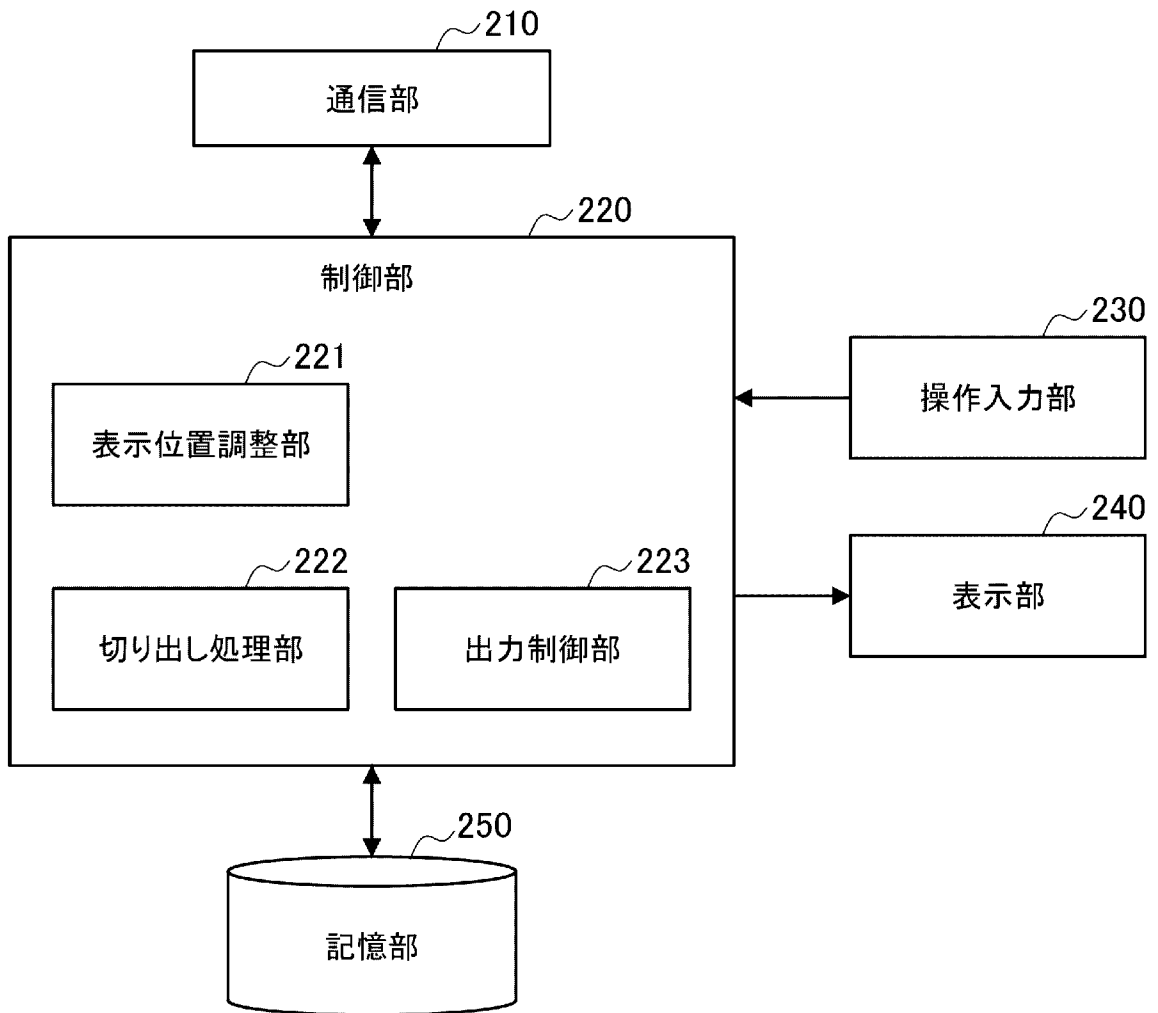 210
通信部
220
制御部
230
操作入力部
221
表示位置調整部
240
表示部
222
切り出し処理部
223
出力制御部
250
記憶部